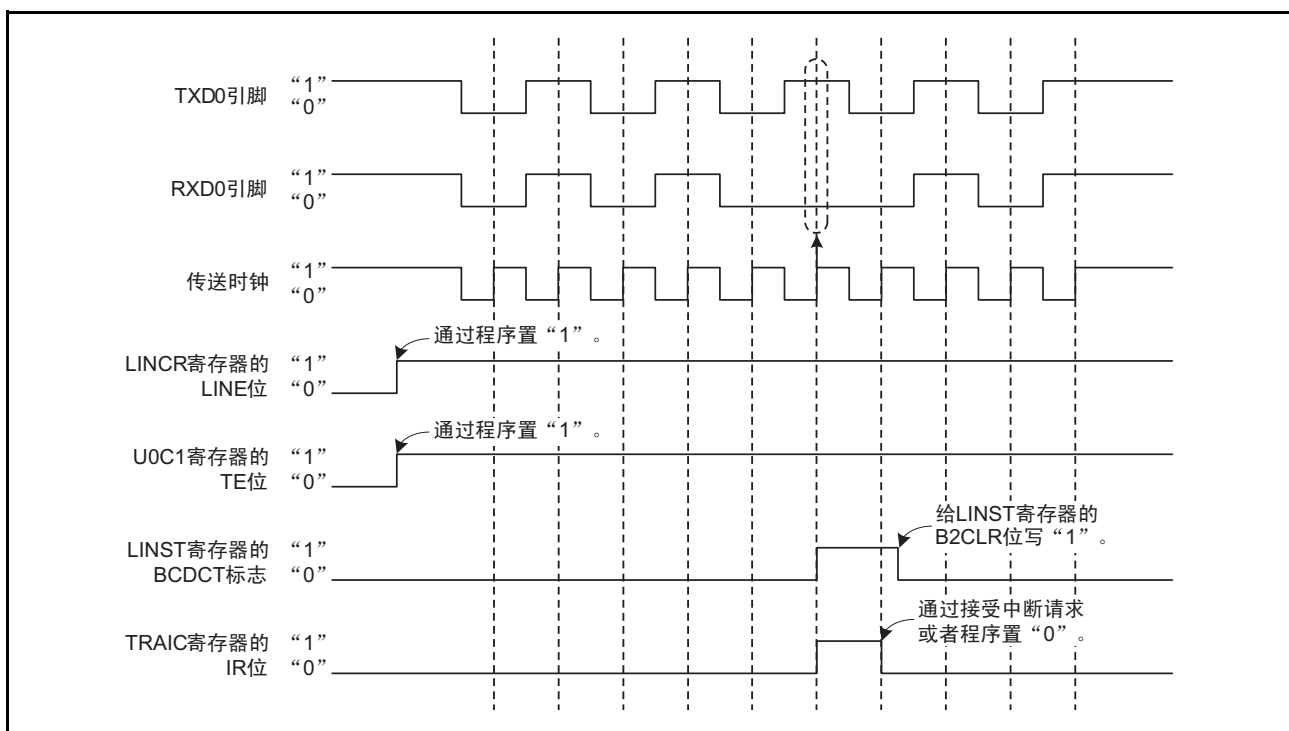 TXD0引脚 “1”
“0”
RXD0引脚 “1”
“0”
传送时钟 “1”
“0”
通过程序置“1”。
LINCR寄存器的 “1”
LINE位 “0”
通过程序置“1”。
U0C1寄存器的 “1”
TE位 “0”
给LINST寄存器的
B2CLR位写“1”。
LINST寄存器的 “1”
BCDCT标志 “0”
通过接受中断请求
或者程序置“0”。
TRAIC寄存器的 “1”
IR位 “0”